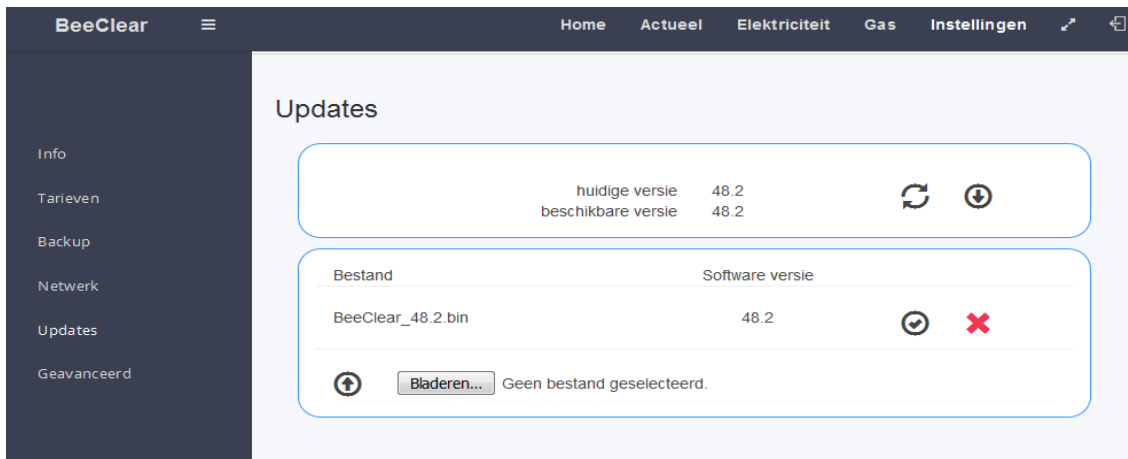 BeeClear Home Actueel Elektriciteit Gas Instellingen
Updates
Info
Tarieven
Backup
Netwerk
Updates
Geavanceerd
huidige versie 48.2
beschikbare versie 48.2
Bestand Software versie
BeeClear_48.2.bin 48.2
Bladeren... Geen bestand geselecteerd.